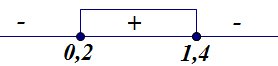 - + -
0,2 1,4